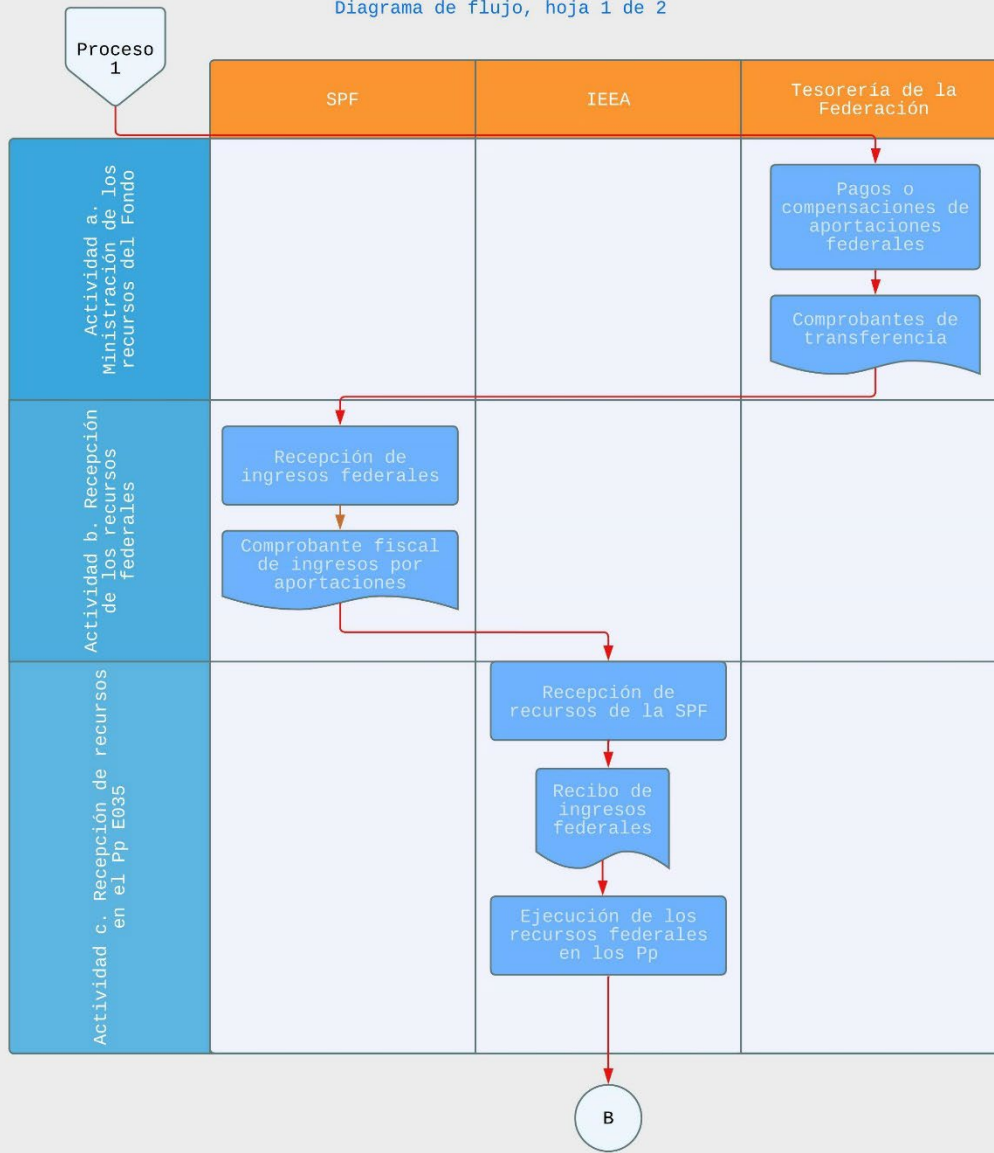 Diagrama de flujo, hoja 1 de 2
Proceso
1
SPF
IEEA
Tesorería de la
Federación
Actividad a.
Ministración de los
recursos del Fondo
Pagos o
compensaciones de
aportaciones
federales
Comprobantes de
transferencia
Actividad b. Recepción
de los recursos
federales
Recepción de
ingresos federales
Comprobante fiscal
de ingresos por
aportaciones
Actividad c. Recepción de recursos
en el Pp E035
Recepción de
recursos de la SPF
Recibo de
ingresos
federales
Ejecución de los
recursos federales
en los Pp
B